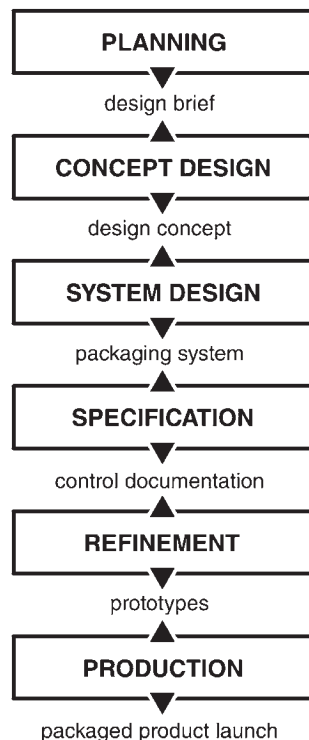 PLANNING
design brief
CONCEPT DESIGN
design concept
SYSTEM DESIGN
packaging system
SPECIFICATION
control documentation
REFINEMENT
prototypes
PRODUCTION
packaged product launch